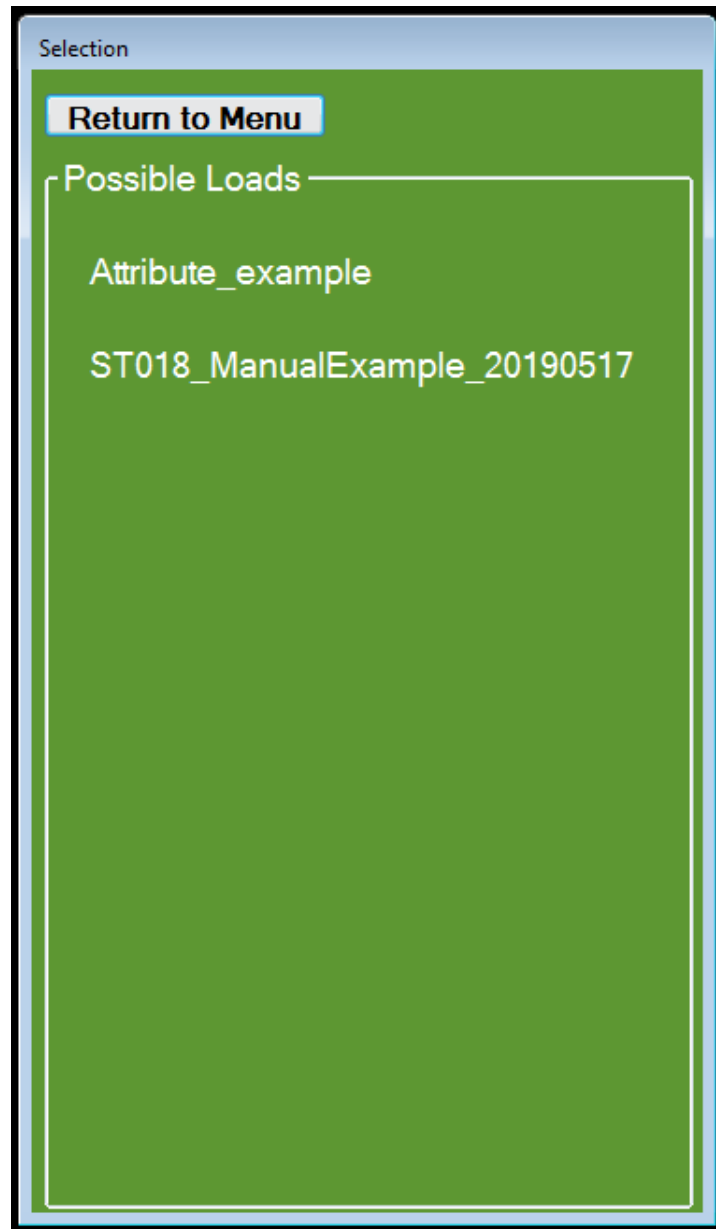 Selection
Return to Menu
Possible Loads
Attribute_example
ST018_ManualExample_20190517